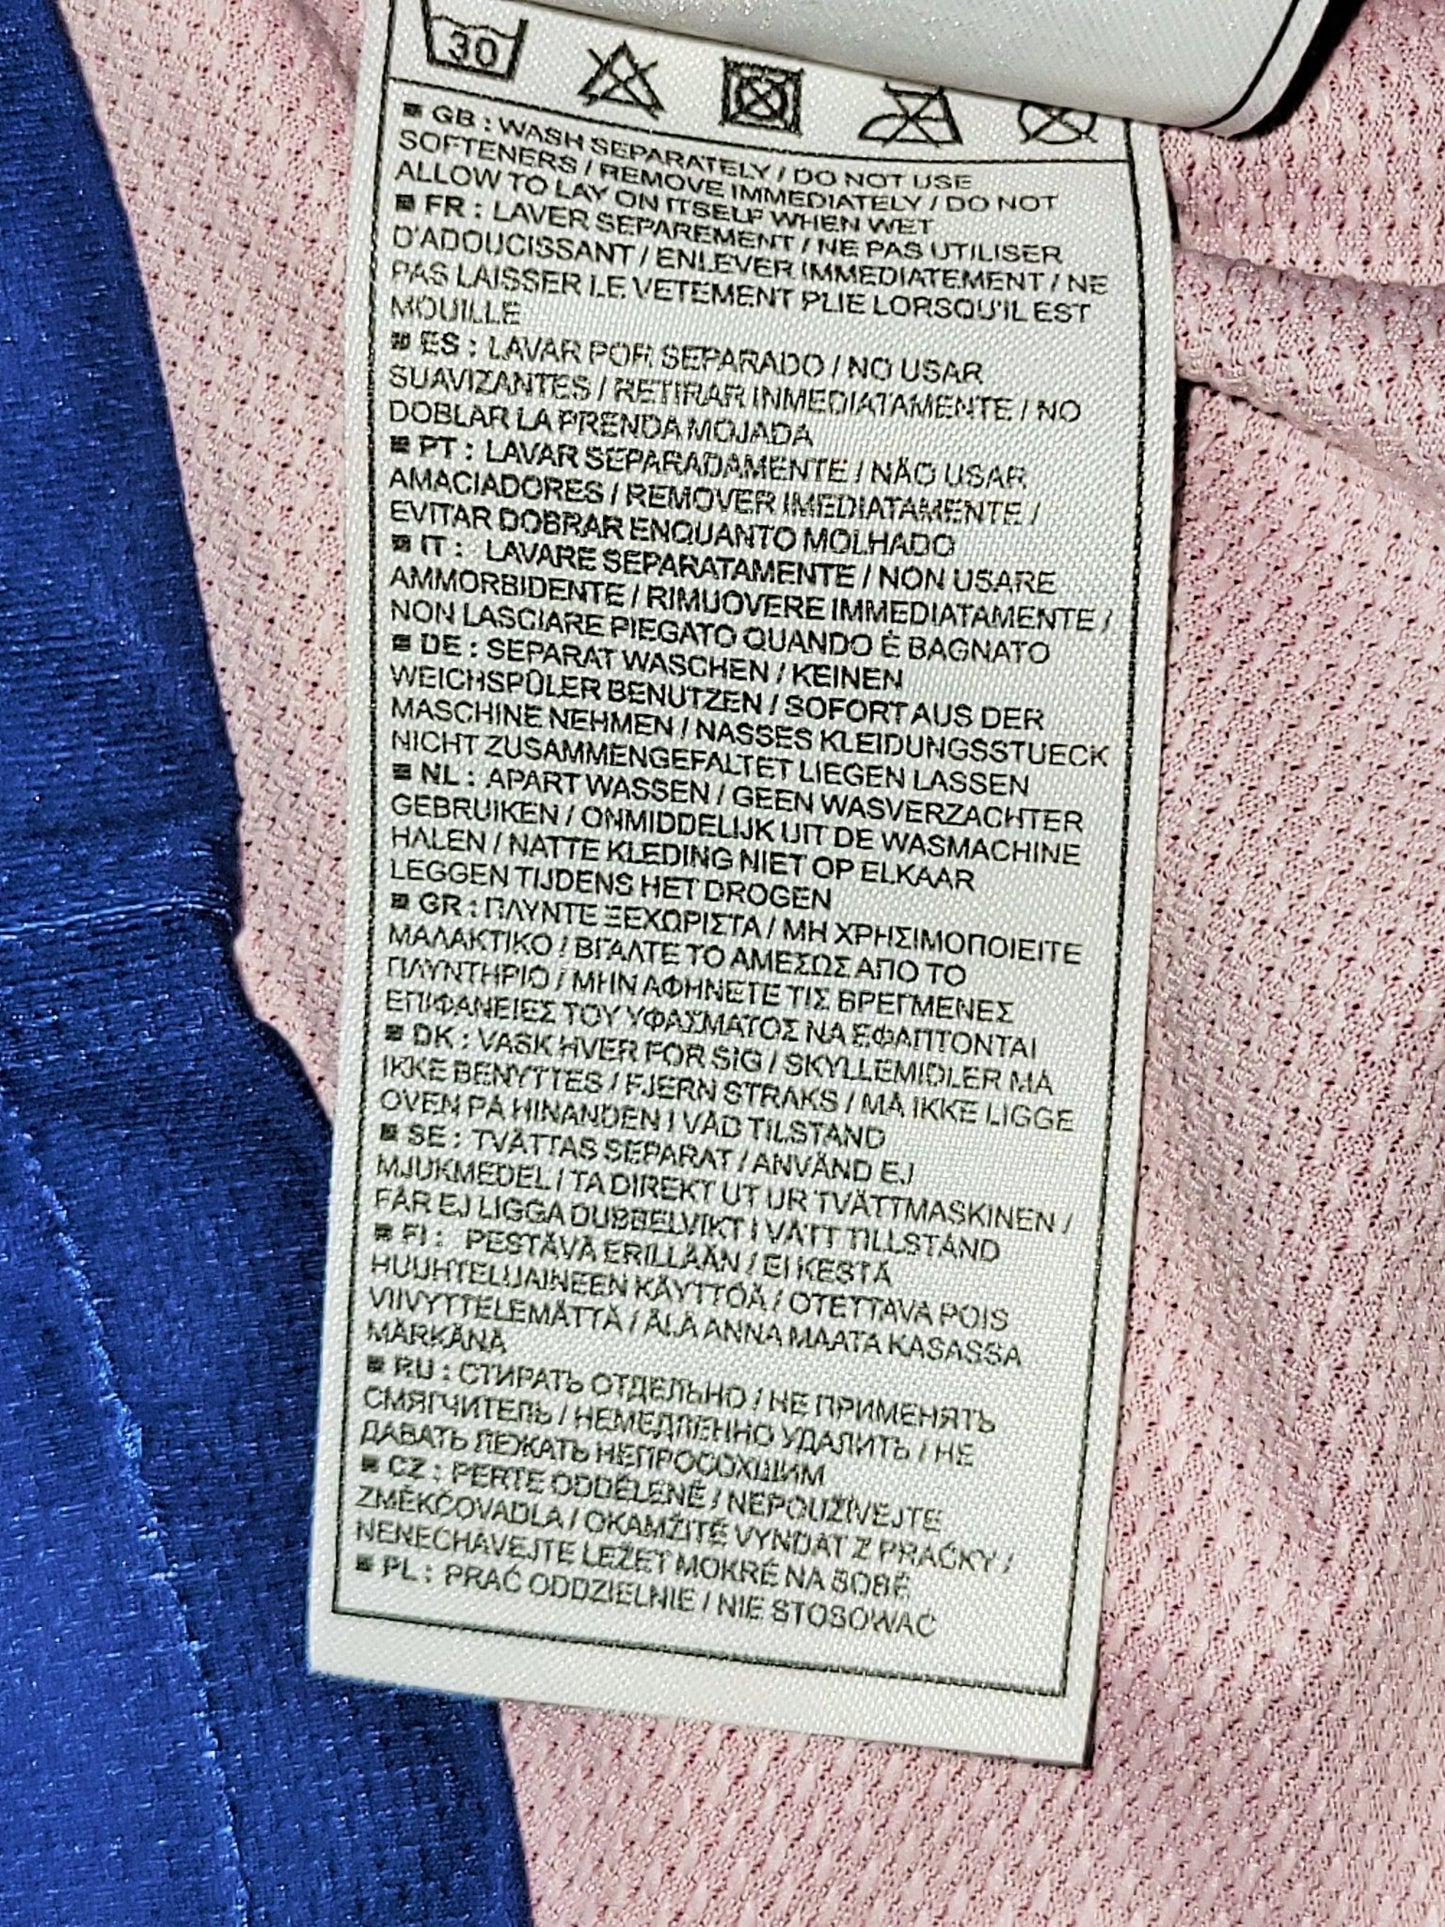 30
GB : WASH SEPARATELY / DO NOT USE
SOFTENERS / REMOVE IMMEDIATELY / DO NOT
ALLOW TO LAY ON ITSELF WHEN WET
FR : LAVER SEPAREMENT / NE PAS UTILISER
D'ADOUCISSANT / ENLEVER IMMEDIATEMENT / NE
PAS LAISSER LE VETEMENT PLIE LORSQU'IL EST
MOUILLE
ES : LAVAR POR SEPARADO / NO USAR
SUAVIZANTES / RETIRAR INMEDIATAMENTE / NO
DOBLAR LA PRENDA MOJADA
PT : LAVAR SEPARADAMENTE / NÃO USAR
AMACIADORES / REMOVER IMEDIATAMENTE /
EVITAR DOBRAR ENQUANTO MOLHADO
IT : LAVARE SEPARATAMENTE / NON USARE
AMMORBIDENTE / RIMUOVERE IMMEDIATAMENTE /
NON LASCIARE PIEGATO QUANDO É BAGNATO
DE : SEPARAT WASCHEN / KEINEN
WEICHSPÜLER BENUTZEN / SOFORT AUS DER
MASCHINE NEHMEN / NASSES KLEIDUNGSSTUECK
NICHT ZUSAMMENGEFALTET LIEGEN LASSEN
NL : APART WASSEN / GEEN WASVERZACHTER
GEBRUIKEN / ONMIDDELIJK UIT DE WASMACHINE
HALEN / NATTE KLEDING NIET OP ELKAAR
LEGGEN TIJDENS HET DROGEN
GR : ΠΛΥΝΤΕ ΞΕΧΩΡΙΣΤΑ / ΜΗ ΧΡΗΣΙΜΟΠΟΙΕΙΤΕ
ΜΑΛΑΚΤΙΚΟ / ΒΓΑΛΤΕ ΤΟ ΑΜΕΣΩΣ ΑΠΟ ΤΟ
ΠΛΥΝΤΗΡΙΟ / ΜΗΝ ΑΦΗΝΕΤΕ ΤΙΣ ΒΡΕΓΜΕΝΕΣ
ΕΠΙΦΑΝΕΙΕΣ ΤΟΥ ΥΦΑΣΜΑΤΟΣ ΝΑ ΕΦΑΠΤΟΝΤΑΙ
DK : VASK HVER FOR SIG / SKYLLEMIDLER MA
IKKE BENYTTES / FJERN STRAKS / MA IKKE LIGGE
OVEN PA HINANDEN I VAD TILSTAND
SE : TVÄTTAS SEPARAT / ANVÄND EJ
MJUKMEDEL / TA DIREKT UT UR TVÄTTMASKINEN /
FÅR EJ LIGGA DUBBELVIKT I VÅTT TILLSTÅND
FI : PESTÄVÄ ERILLÄÄN / EI KESTÄ
HUUHTELUAINEEN KÄYTTÖÄ / OTETTAVA POIS
VIIVYTTELEMÄTTÄ / ÄLÄ ANNA MAATA KASASSA
MÄRKÄNÄ
RU : СТИРАТЬ ОТДЕЛЬНО / НЕ ПРИМЕНЯТЬ
СМЯГЧИТЕЛЬ / НЕМЕДЛЕННО УДАЛИТЬ / НЕ
ДАВАТЬ ЛЕЖАТЬ НЕПРОСОХШИМ
CZ : PERTE ODDĚLENĚ / NEPOUŽÍVEJTE
ZMĚKČOVADLA / OKAMŽITĚ VYNDAT Z PRAČKY /
NENECHÁVEJTE LEŽET MOKRÉ NA SOBĚ
PL : PRAĆ ODDZIELNIE / NIE STOSOWAĆ